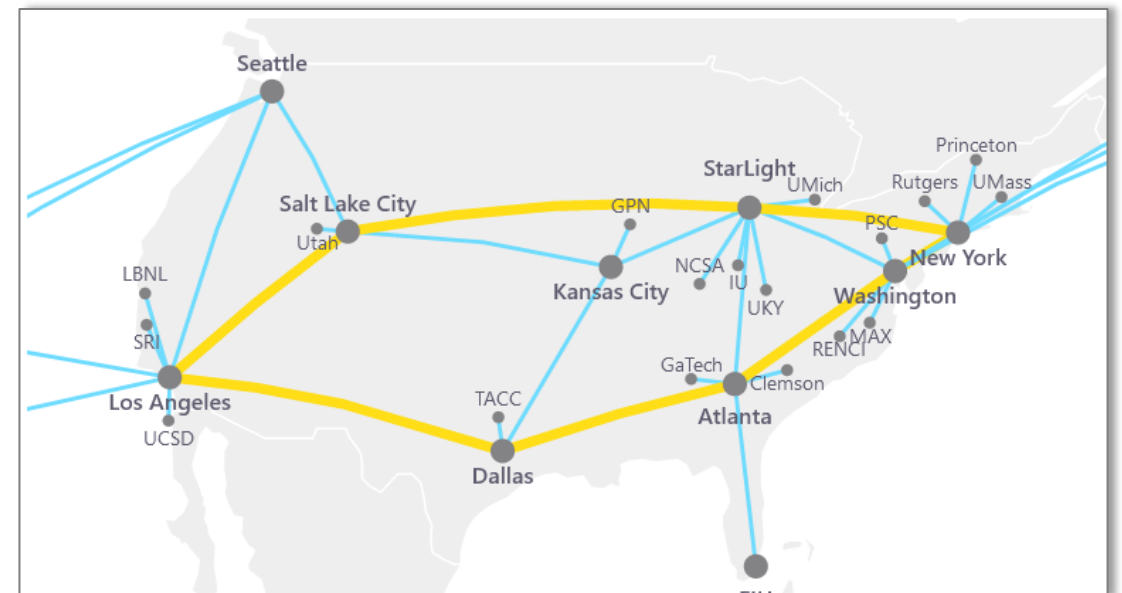 Seattle
Princeton
StarLight
UMich
Rutgers
UMass
Salt Lake City
GPN
PSC
Utah
New York
LBNL
NCSA
IU
Kansas City
Washington
UKY
SRI
MAX
RENCI
GaTech
Clemson
Los Angeles
TACC
Atlanta
UCSD
Dallas